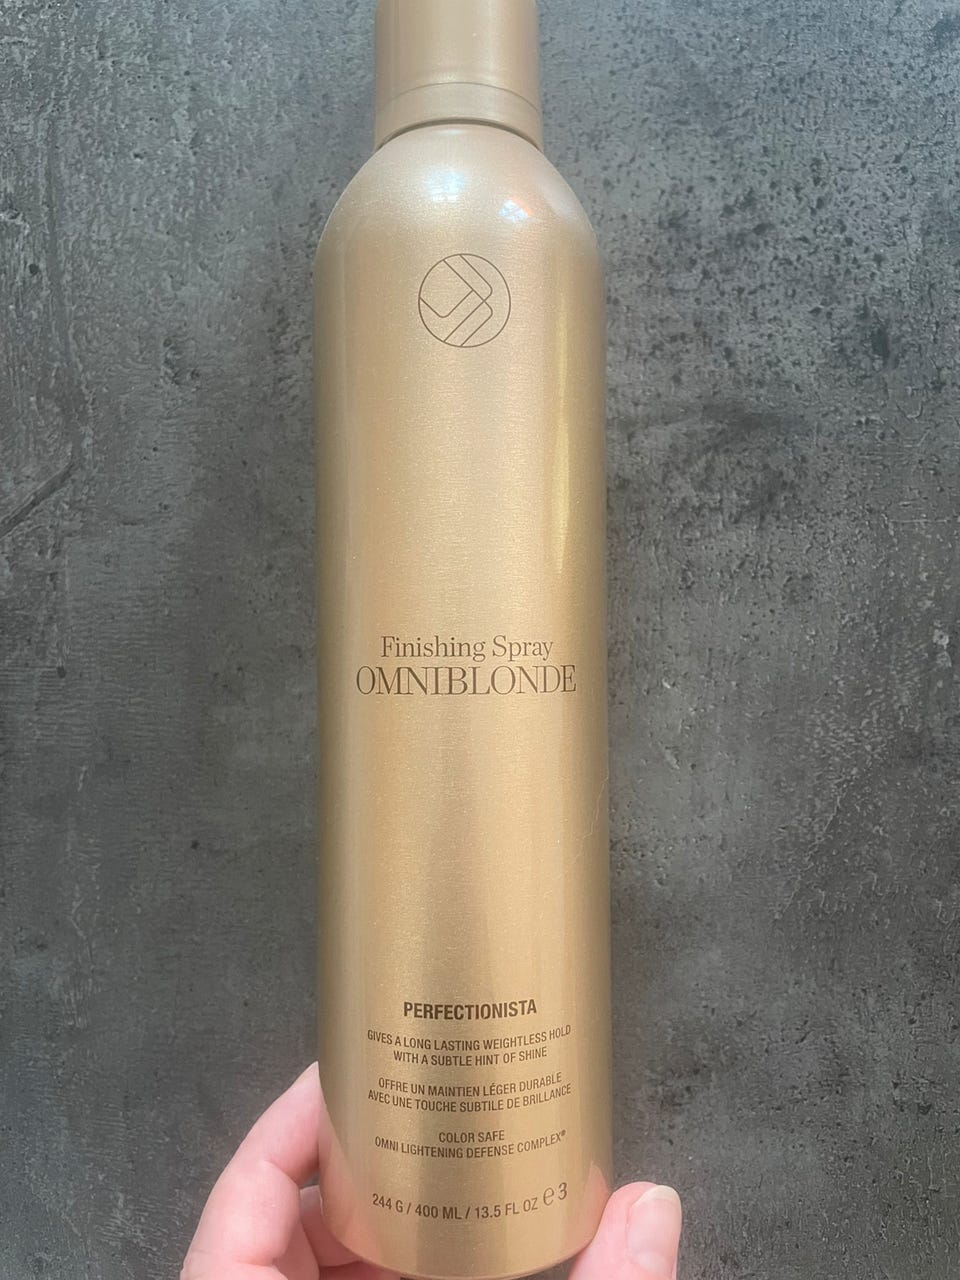 Finishing Spray
OMNIBLONDE
PERFECTIONISTA
GIVES A LONG LASTING WEIGHTLESS HOLD
WITH A SUBTLE HINT OF SHINE
OFFRE UN MAINTIEN LÉGER DURABLE
AVEC UNE TOUCHE SUBTILE DE BRILLANCE
COLOR SAFE
OMNI LIGHTENING DEFENSE COMPLEX®
244 G / 400 ML / 13.5 FL OZ ℮3